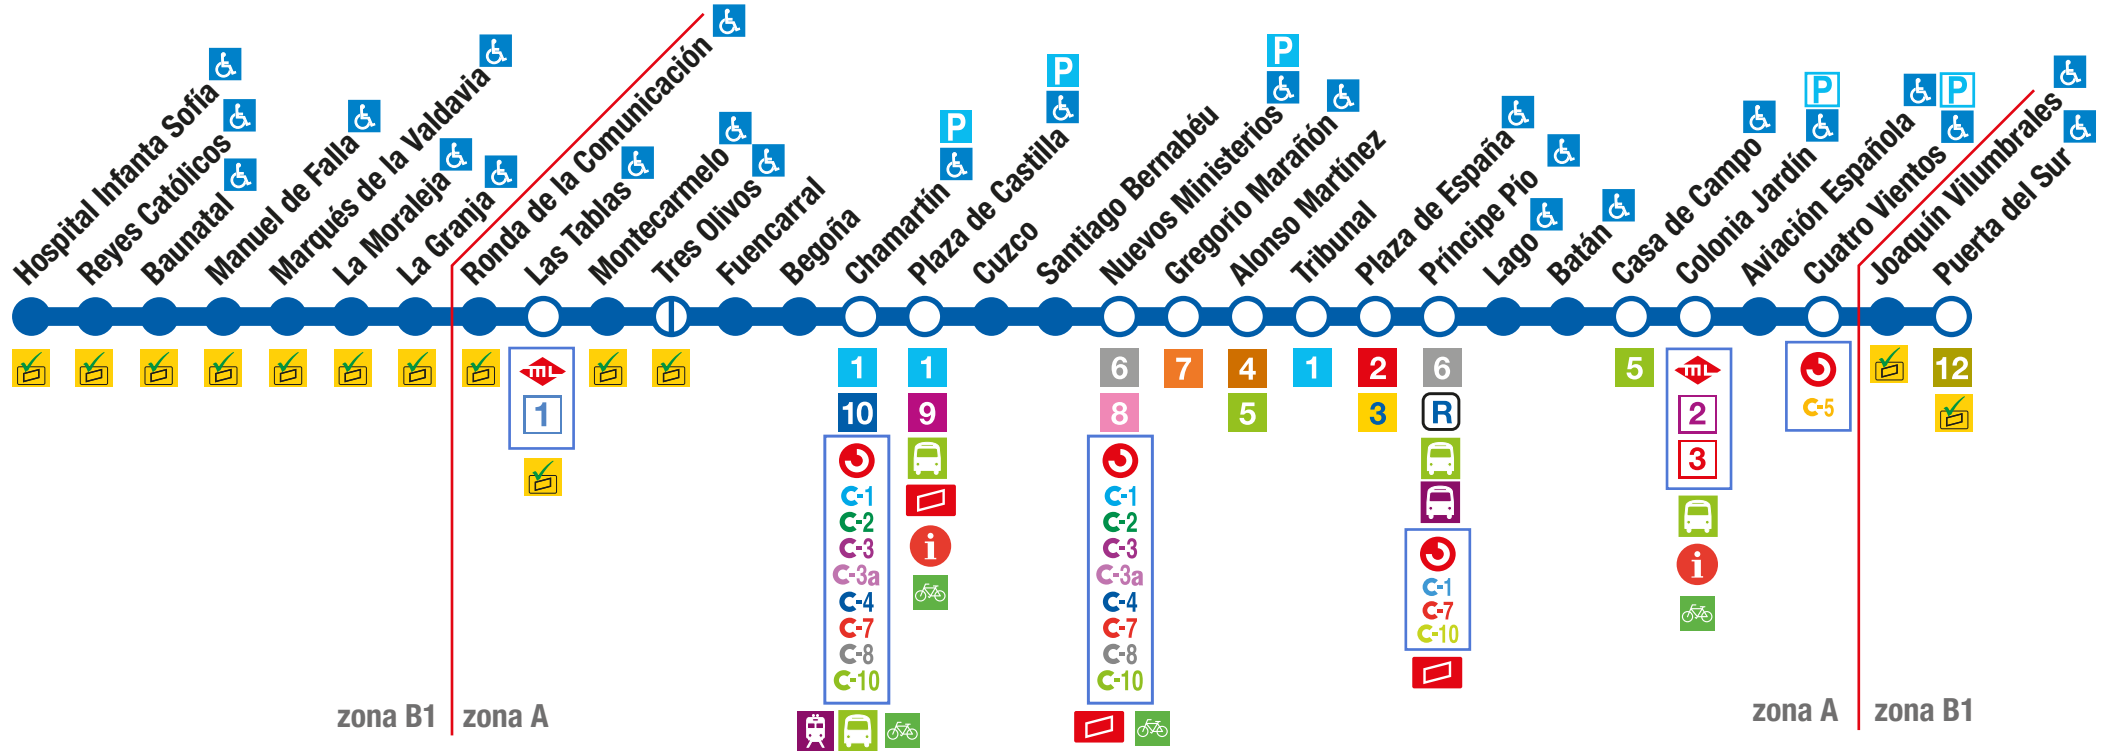 Hospital Infanta Sofía
Reyes Católicos
Baunatal
Manuel de Falla
Marqués de la Valdavia
La Moraleja
La Granja
Ronda de la Comunicación
Las Tablas
Montecarmelo
Tres Olivos
Fuencarral
Begoña
Chamartín
P
Plaza de Castilla
P
Cuzco
Santiago Bernabéu
Nuevos Ministerios
P
Gregorio Marañón
Alonso Martínez
Tribunal
Plaza de España
Príncipe Pío
Lago
Batán
Casa de Campo
Colonia Jardín
P
Aviación Española
Cuatro Vientos
P
Joaquín Vilumbrales
Puerta del Sur
ML
1
1
10
C-1
C-2
C-3
C-3a
C-4
C-7
C-8
C-10
1
9
i
6
8
C-1
C-2
C-3
C-3a
C-4
C-7
C-8
C-10
7
4
5
1
2
3
6
R
C-1
C-7
C-10
5
ML
2
3
i
C-5
12
zona B1
zona A
zona A
zona B1